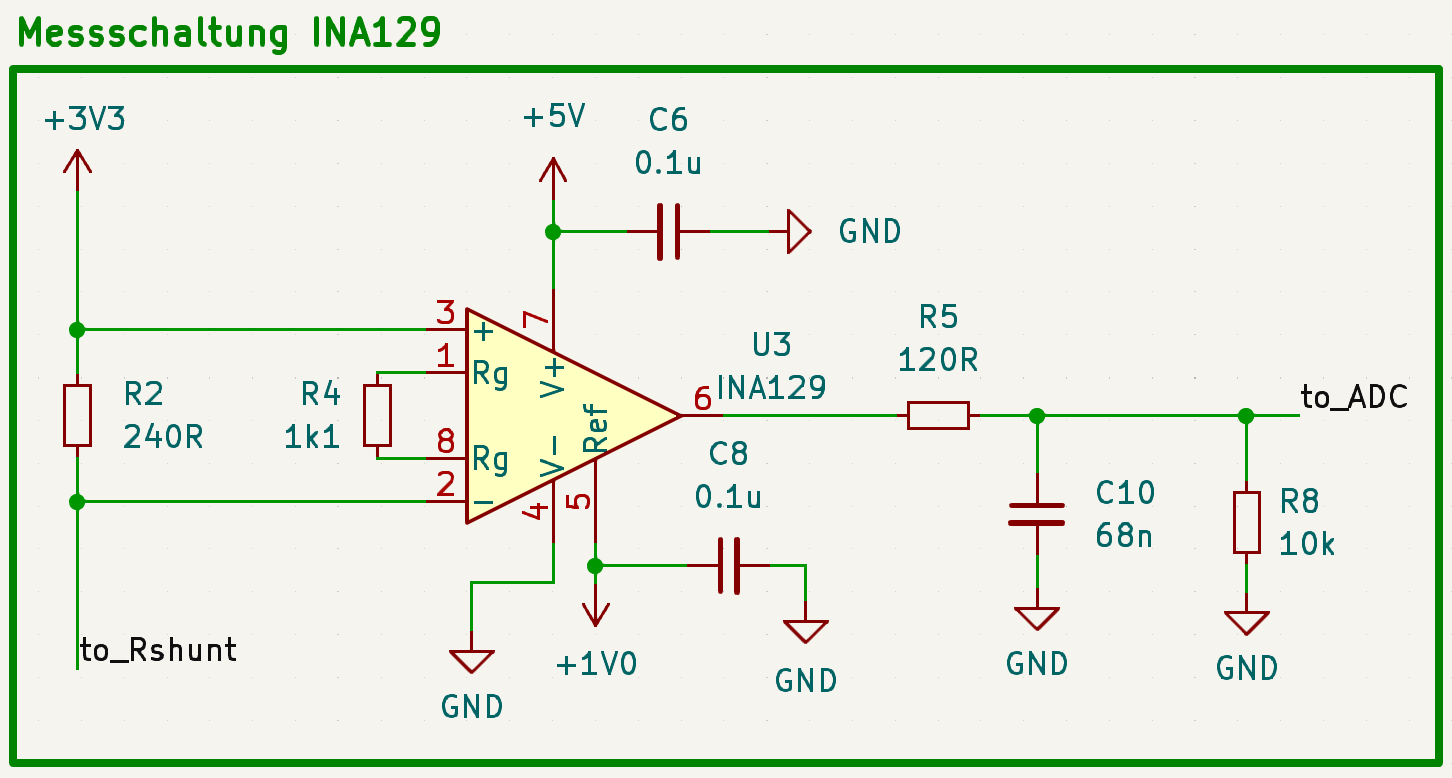 Messschaltung INA129
+3V3
+5V
C6
0.1u
GND
3
+
7
1
Rg
V+
R2
240R
R4
1k1
8
Rg
V-
Ref
2
-
4
5
6
U3
INA129
R5
120R
to_ADC
C8
0.1u
C10
68n
R8
10k
to_Rshunt
GND
+1V0
GND
GND
GND